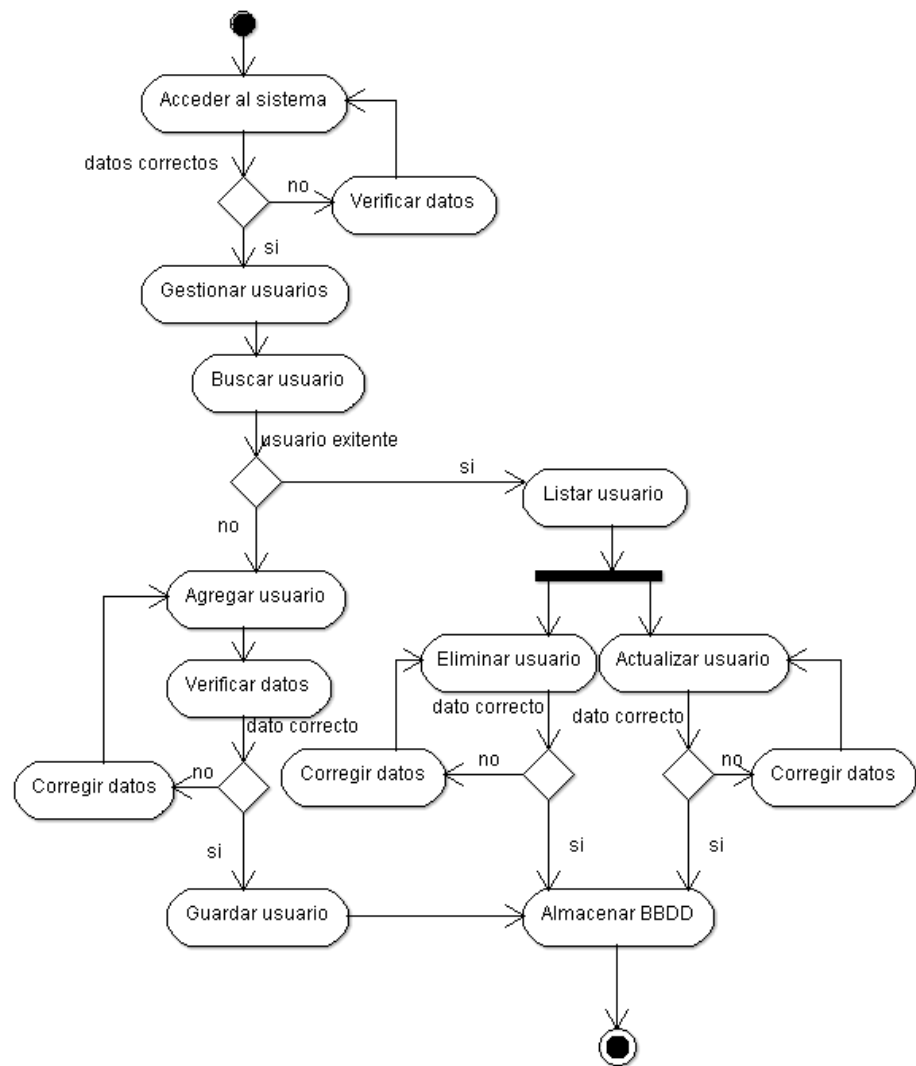 Acceder al sistema
datos correctos
no
Verificar datos
si
Gestionar usuarios
Buscar usuario
usuario exitente
si
Listar usuario
no
Agregar usuario
Eliminar usuario
Actualizar usuario
Verificar datos
dato correcto
dato correcto
dato correcto
Corregir datos
no
Corregir datos
no
no
Corregir datos
si
si
si
Guardar usuario
Almacenar BBDD